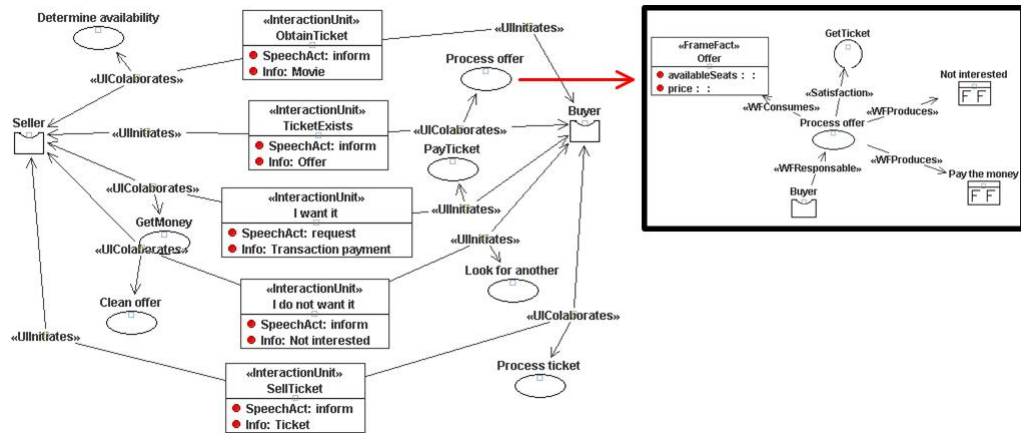 Determine availability
«UIColaborates»
«InteractionUnit»
ObtainTicket
SpeechAct: inform
Info: Movie
«UIInitiates»
Process offer
Seller
«UIInitiates»
«InteractionUnit»
TicketExists
SpeechAct: inform
Info: Offer
«UIColaborates»
Buyer
PayTicket
«UIColaborates»
GetMoney
«InteractionUnit»
I want it
SpeechAct: request
Info: Transaction payment
«UIInitiates»
«UIColaborates»
Clean offer
«InteractionUnit»
I do not want it
SpeechAct: inform
Info: Not interested
«UIInitiates»
Look for another
«UIInitiates»
«InteractionUnit»
SellTicket
SpeechAct: inform
Info: Ticket
«UIColaborates»
Process ticket
«FrameFact»
Offer
availableSeats : :
price : :
GetTicket
Not interested
F F
«Satisfaction»
«WFConsumes»
«WFProduces»
Process offer
«WFProduces»
«WFResponsable»
Pay the money
F F
Buyer